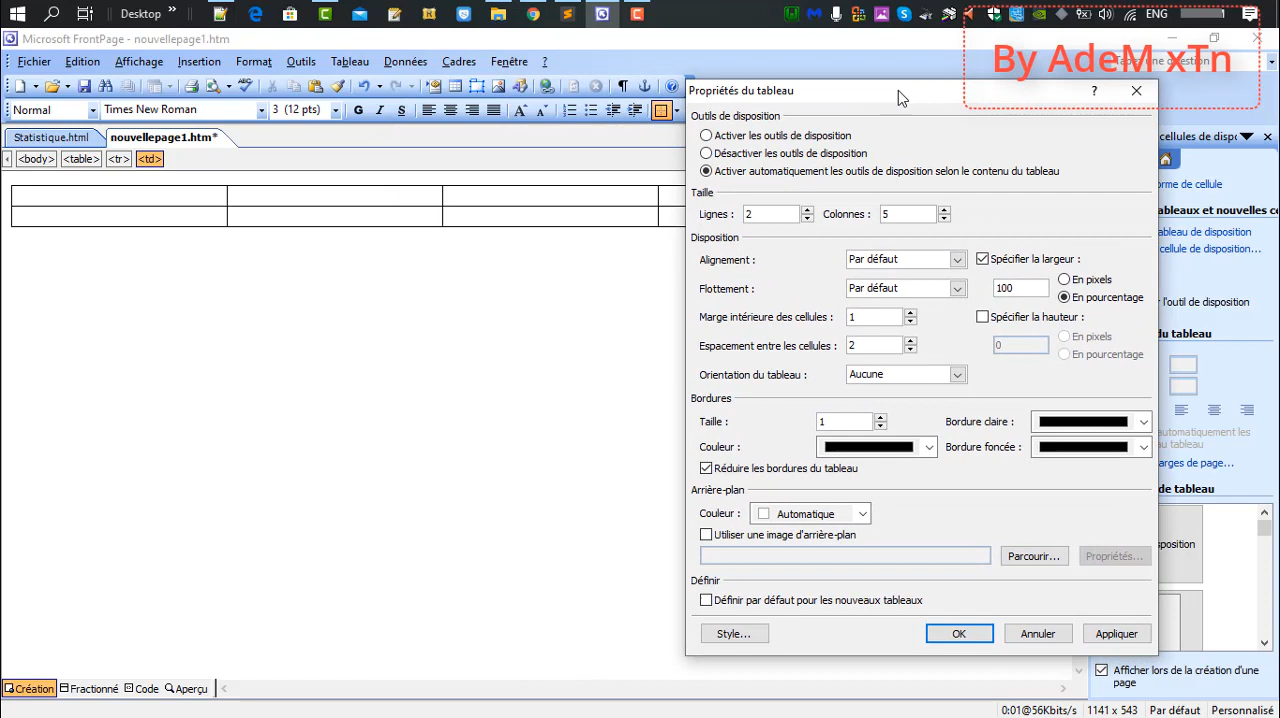 Desktop
ENG
Microsoft FrontPage - nouvellepage1.htm
By AdeM xTn
Fichier Edition Affichage Insertion Format Outils Tableau Données Cadres Fenêtre ?
Normal Times New Roman 3 (12 pts) G I S A A
Statistique.html nouvellepage1.htm*
<body> <table> <tr> <td>
Propriétés du tableau ?
Outils de disposition
Activer les outils de disposition
Désactiver les outils de disposition
Activer automatiquement les outils de disposition selon le contenu du tableau
Taille
Lignes : 2 Colonnes : 5
Disposition
Alignement : Par défaut Spécifier la largeur :
En pixels
Flottement : Par défaut 100
En pourcentage
Marge intérieure des cellules : 1 Spécifier la hauteur :
En pixels
Espacement entre les cellules : 2 0
En pourcentage
Orientation du tableau : Aucune
Bordures
Taille : 1 Bordure claire :
Couleur : Bordure foncée :
Réduire les bordures du tableau
Arrière-plan
Couleur : Automatique
Utiliser une image d'arrière-plan
Parcourir... Propriétés...
Définir
Définir par défaut pour les nouveaux tableaux
Style... OK Annuler Appliquer
cellules de dispo
rme de cellule
ableaux et nouvelles ce
bleau de disposition
cellule de disposition...
r l'outil de disposition
du tableau
automatiquement les
u tableau
arges de page...
de tableau
sposition
Afficher lors de la création d'une
page
Création Fractionné Code Aperçu
0:01@56Kbits/s 1141 x 543 Par défaut Personnalisé